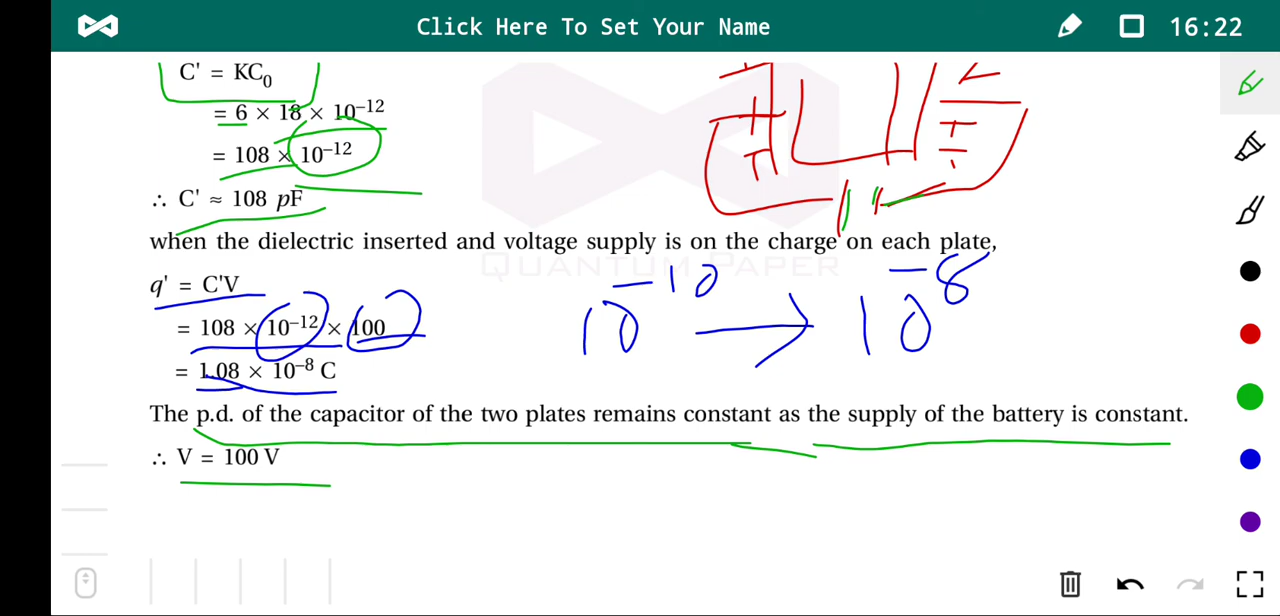 Click Here To Set Your Name
16:22
C' = KC₀
= 6 × 18 × 10⁻¹²
= 108 × 10⁻¹²
∴ C' ≈ 108 pF
when the dielectric inserted and voltage supply is on the charge on each plate,
QUANTUM PAPER
q' = C'V
10⁻¹⁰ → 10⁻⁸
= 108 × 10⁻¹² × 100
= 1.08 × 10⁻⁸ C
The p.d. of the capacitor of the two plates remains constant as the supply of the battery is constant.
∴ V = 100 V